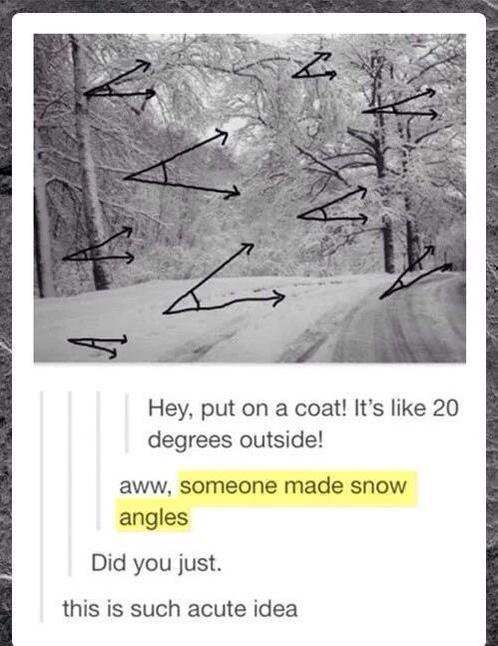 Hey, put on a coat! It's like 20
degrees outside!
aww, someone made snow
angles
Did you just.
this is such acute idea